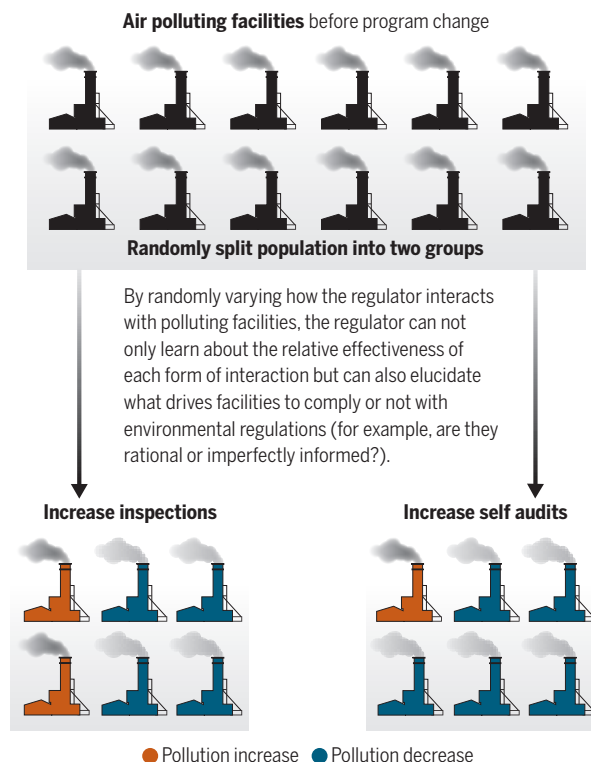 Air polluting facilities before program change
Randomly split population into two groups
By randomly varying how the regulator interacts
with polluting facilities, the regulator can not
only learn about the relative effectiveness of
each form of interaction but can also elucidate
what drives facilities to comply or not with
environmental regulations (for example, are they
rational or imperfectly informed?).
Increase inspections
Increase self audits
Pollution increase
Pollution decrease